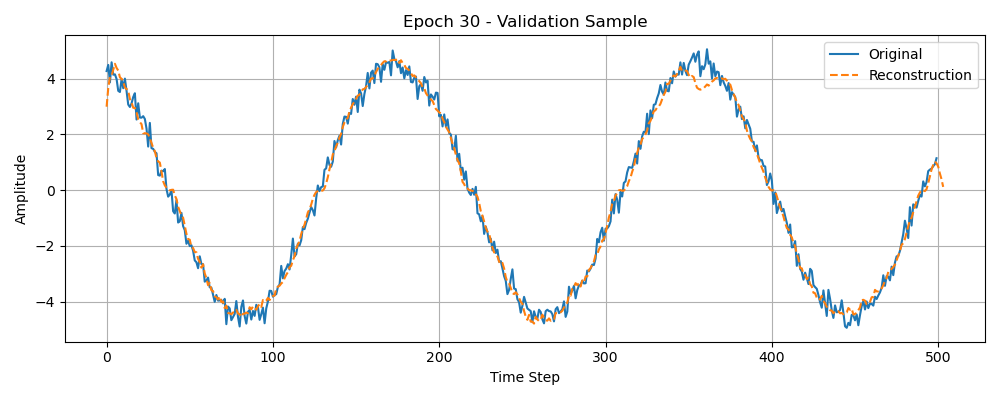 Epoch 30 - Validation Sample
Original
Reconstruction
Amplitude
4
2
0
−2
−4
0 100 200 300 400 500
Time Step